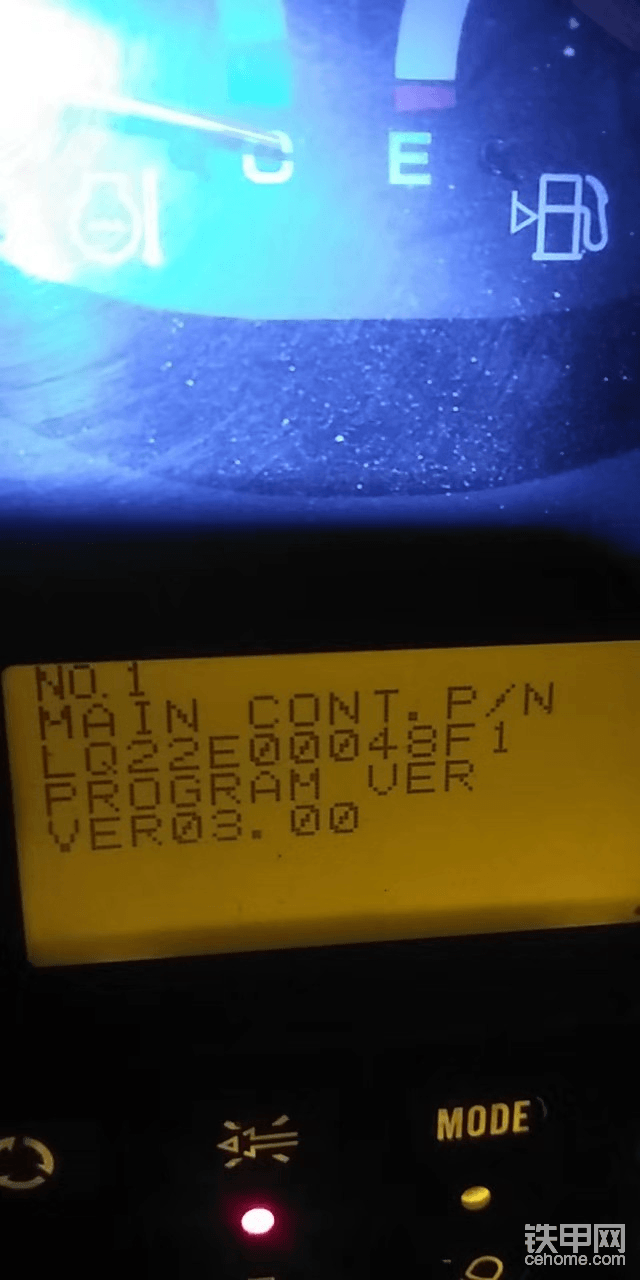 C E
NO.1
MAIN CONT.P/N
LQ22E00048F1
PROGRAM VER
VER03.00
MODE
铁甲网
cehome.com